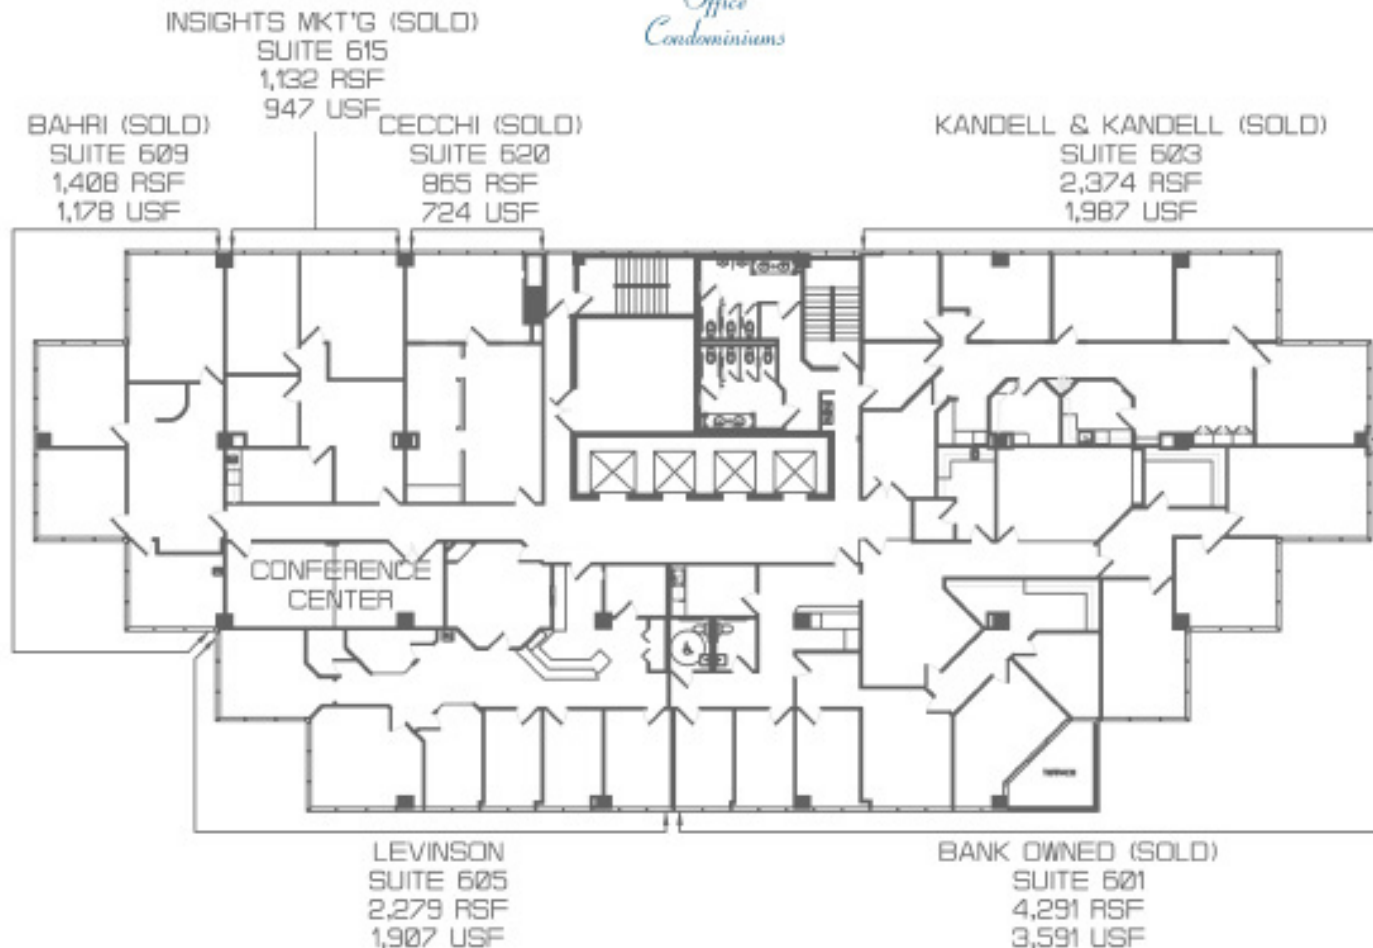 Office
Condominiums
INSIGHTS MKT'G (SOLD)
SUITE 615
1,132 RSF
947 USF
BAHRI (SOLD)
SUITE 609
1,408 RSF
1,178 USF
CECCHI (SOLD)
SUITE 620
865 RSF
724 USF
KANDELL & KANDELL (SOLD)
SUITE 603
2,374 RSF
1,987 USF
CONFERENCE
CENTER
TERRACE
LEVINSON
SUITE 605
2,279 RSF
1,907 USF
BANK OWNED (SOLD)
SUITE 601
4,291 RSF
3,591 USF